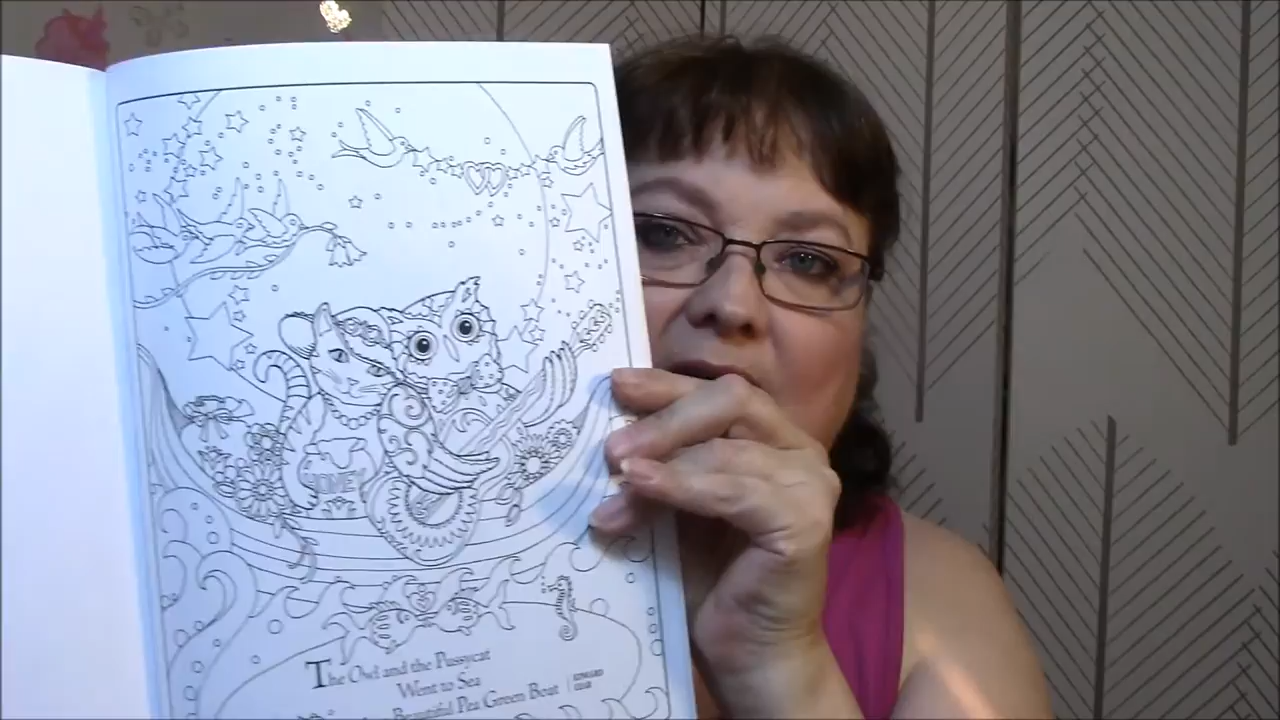 HONEY
The Owl and the Pussycat
Went to Sea
Beautiful Pea Green Boat | EDWARD
LEAR